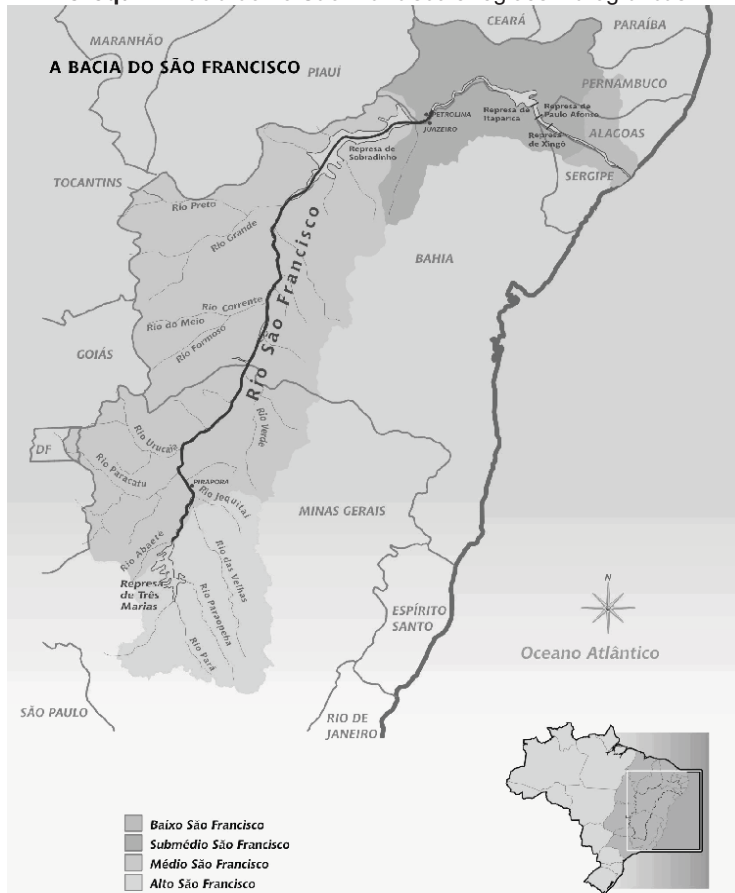 CEARÁ
PARAÍBA
MARANHÃO
A BACIA DO SÃO FRANCISCO
PIAUÍ
PERNAMBUCO
PETROLINA
JUAZEIRO
Represa de
Itaparica
Represa de
Paulo Afonso
Represa
de Xingó
ALAGOAS
Represa de
Sobradinho
SERGIPE
TOCANTINS
Rio Preto
Rio Grande
Rio São Francisco
BAHIA
Rio Corrente
Rio do Meio
Rio Formoso
GOIÁS
Rio Verde
Rio Urucuia
DF
Rio Paracatu
PIRAPORA
Rio Jequitaí
MINAS GERAIS
Rio Abaete
Rio das Velhas
Represa
de Três
Marias
Rio Paraopeba
Rio Pará
ESPÍRITO
SANTO
N
Oceano Atlântico
SÃO PAULO
RIO DE
JANEIRO
Baixo São Francisco
Submédio São Francisco
Médio São Francisco
Alto São Francisco